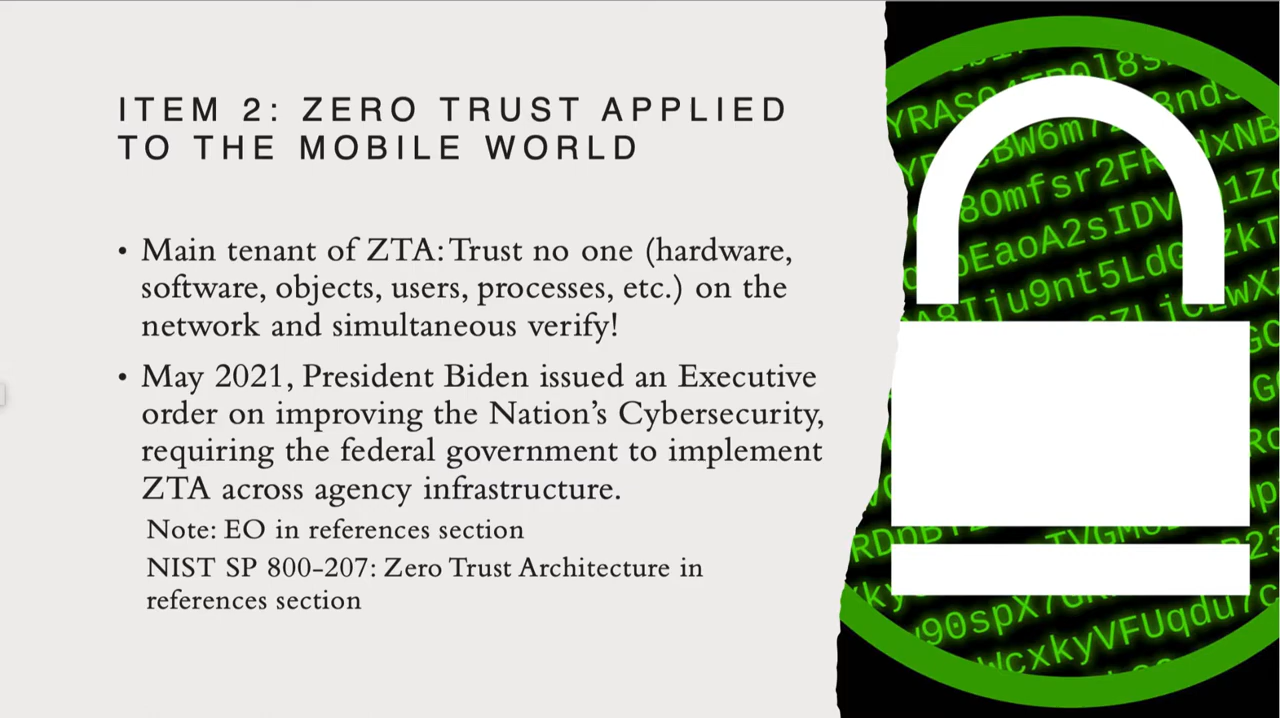 ITEM 2: ZERO TRUST APPLIED
TO THE MOBILE WORLD
• Main tenant of ZTA: Trust no one (hardware,
software, objects, users, processes, etc.) on the
network and simultaneous verify!
• May 2021, President Biden issued an Executive
order on improving the Nation's Cybersecurity,
requiring the federal government to implement
ZTA across agency infrastructure.
Note: EO in references section
NIST SP 800-207: Zero Trust Architecture in
references section